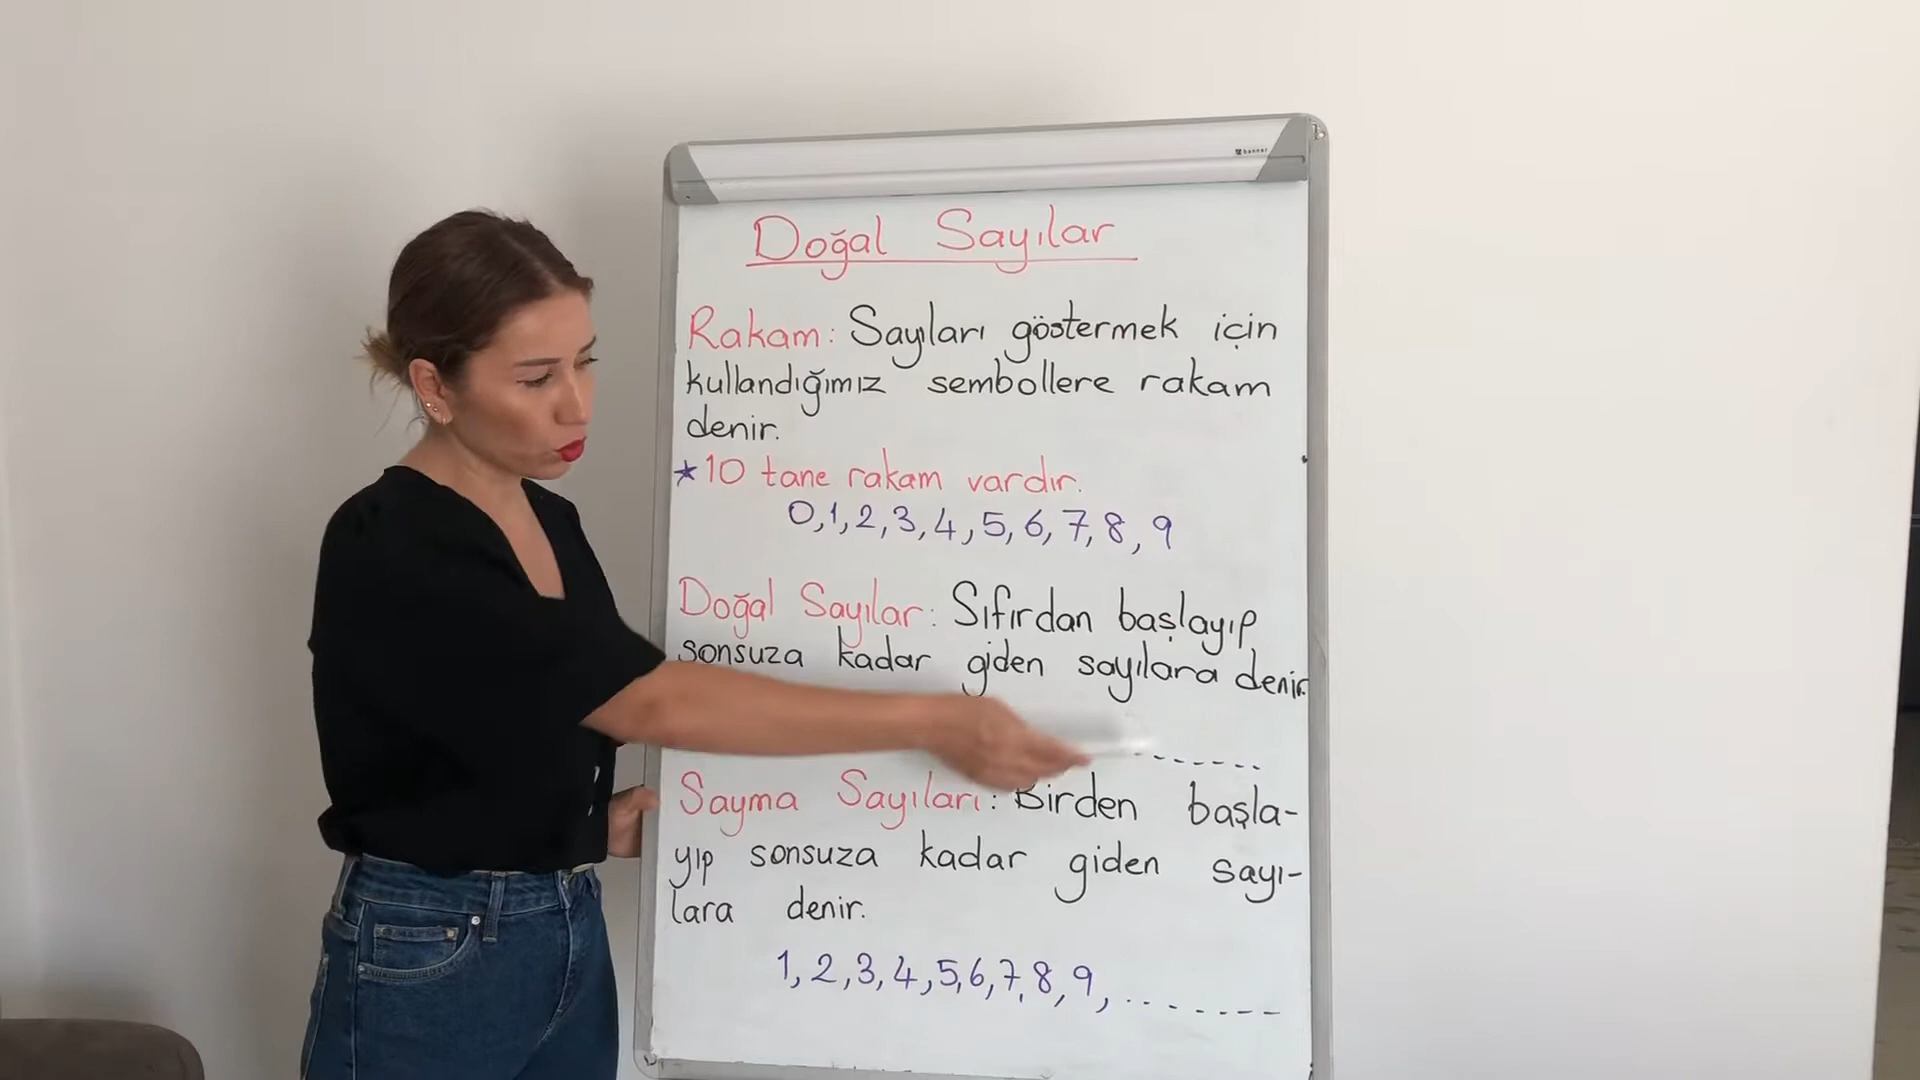 banner
Doğal Sayılar
Rakam: Sayıları göstermek için
kullandığımız sembollere rakam
denir.
★10 tane rakam vardır.
0,1,2,3,4,5,6,7,8,9
Doğal Sayılar: Sıfırdan başlayıp
sonsuza kadar giden sayılara denir.
.......
Sayma Sayıları: Birden başla-
yıp sonsuza kadar giden sayı-
lara denir.
1,2,3,4,5,6,7,8,9,........